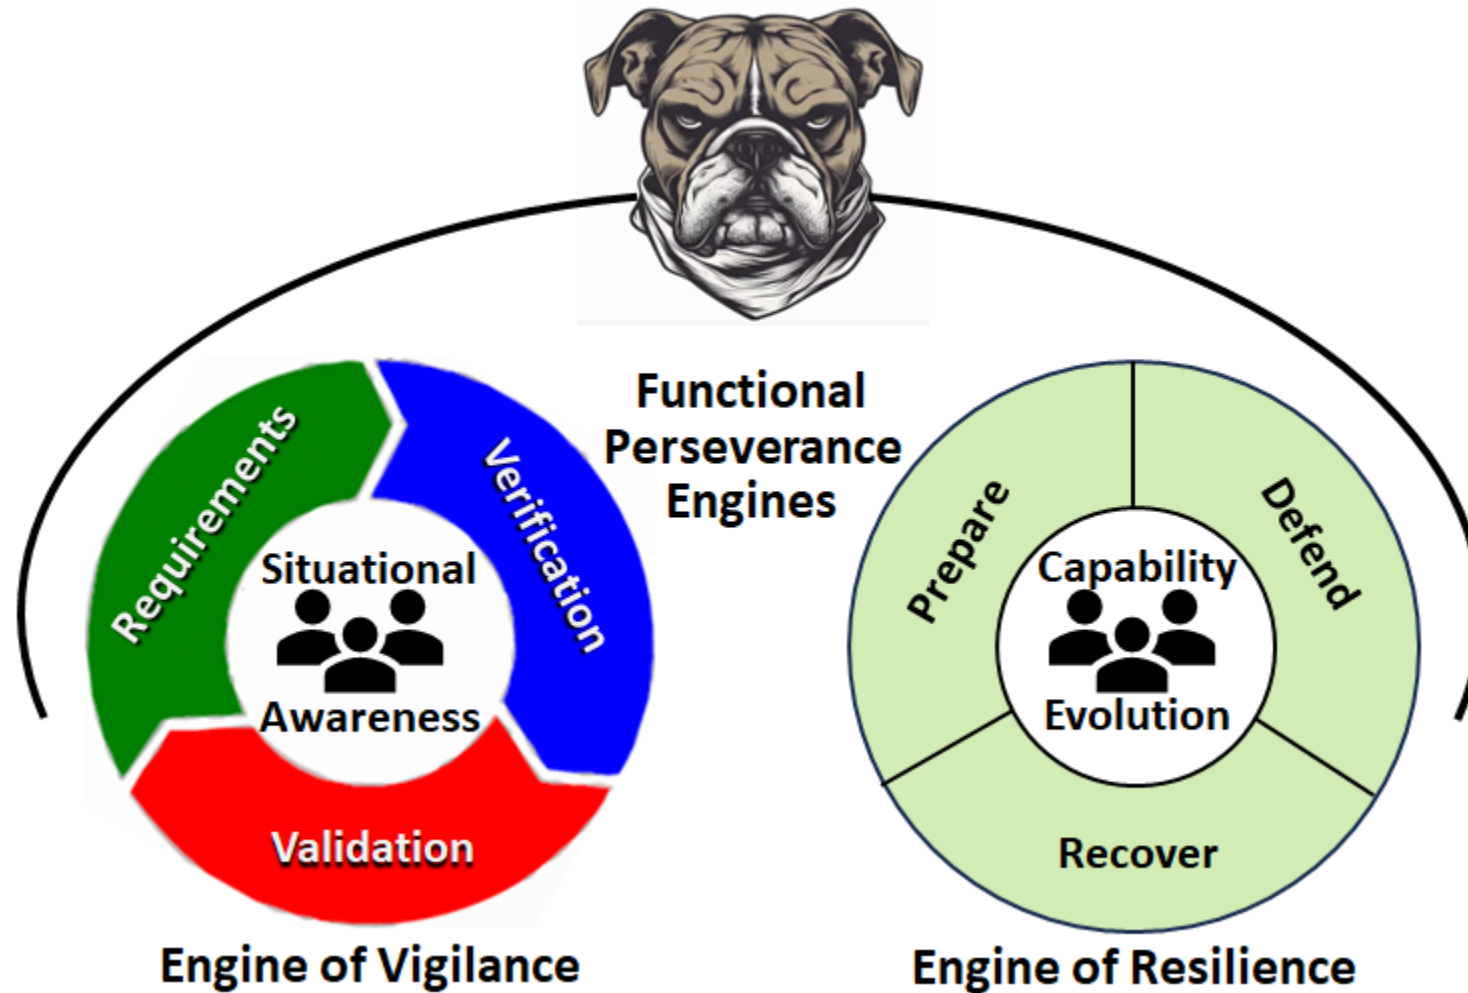 Functional
Perseverance
Engines
Requirements
Verification
Validation
Situational
Awareness
Engine of Vigilance
Prepare
Defend
Recover
Capability
Evolution
Engine of Resilience